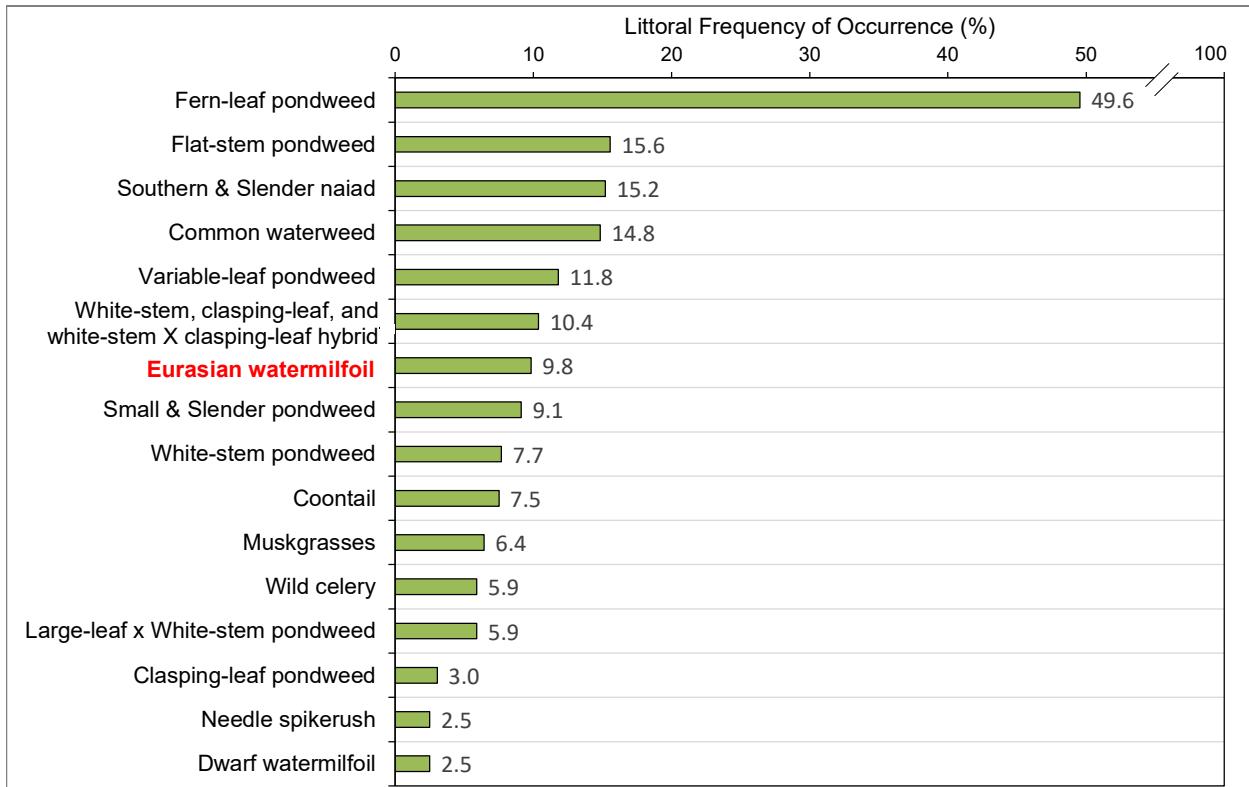 Littoral Frequency of Occurrence (%)
0 10 20 30 40 50 100
Fern-leaf pondweed 49.6
Flat-stem pondweed 15.6
Southern & Slender naiad 15.2
Common waterweed 14.8
Variable-leaf pondweed 11.8
White-stem, clasping-leaf, and
white-stem X clasping-leaf hybrid 10.4
Eurasian watermilfoil 9.8
Small & Slender pondweed 9.1
White-stem pondweed 7.7
Coontail 7.5
Muskgrasses 6.4
Wild celery 5.9
Large-leaf x White-stem pondweed 5.9
Clasping-leaf pondweed 3.0
Needle spikerush 2.5
Dwarf watermilfoil 2.5